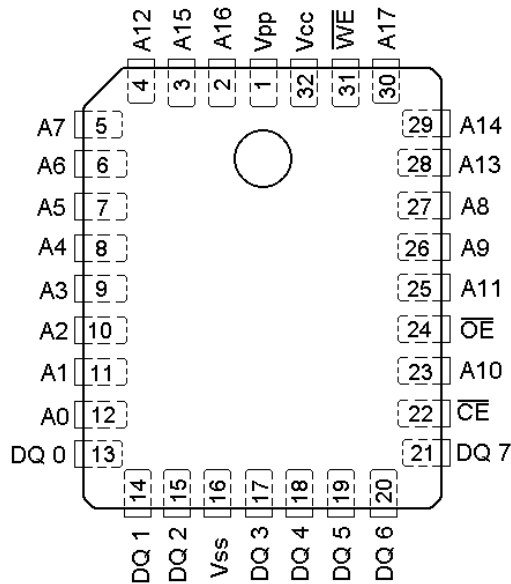 A12 A15 A16 Vpp Vcc W̅E̅ A17
4 3 2 1 32 31 30
A7 5 29 A14
A6 6 28 A13
A5 7 27 A8
A4 8 26 A9
A3 9 25 A11
A2 10 24 O̅E̅
A1 11 23 A10
A0 12 22 C̅E̅
DQ 0 13 21 DQ 7
14 15 16 17 18 19 20
DQ 1 DQ 2 Vss DQ 3 DQ 4 DQ 5 DQ 6